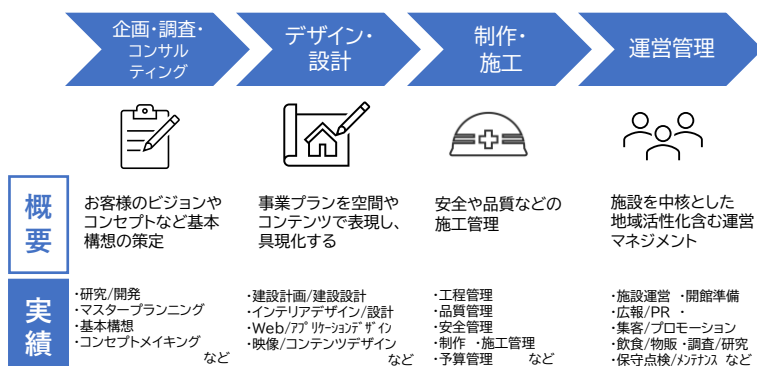 企画・調査・
コンサル
ティング
デザイン・
設計
制作・
施工
運営管理
概要
お客様のビジョンや
コンセプトなど基本
構想の策定
事業プランを空間や
コンテンツで表現し、
具現化する
安全や品質などの
施工管理
施設を中核とした
地域活性化含む運営
マネジメント
実績
・研究/開発
・マスタープランニング
・基本構想
・コンセプトメイキング
など
・建設計画/建設設計
・インテリアデザイン/設計
・Web/アプリケーションデザイン
・映像/コンテンツデザイン
など
・工程管理
・品質管理
・安全管理
・制作 ・施工管理
・予算管理 など
・施設運営 ・開館準備
・広報/PR ・
・集客/プロモーション
・飲食/物販 ・調査/研究
・保守点検/メンテナンス など